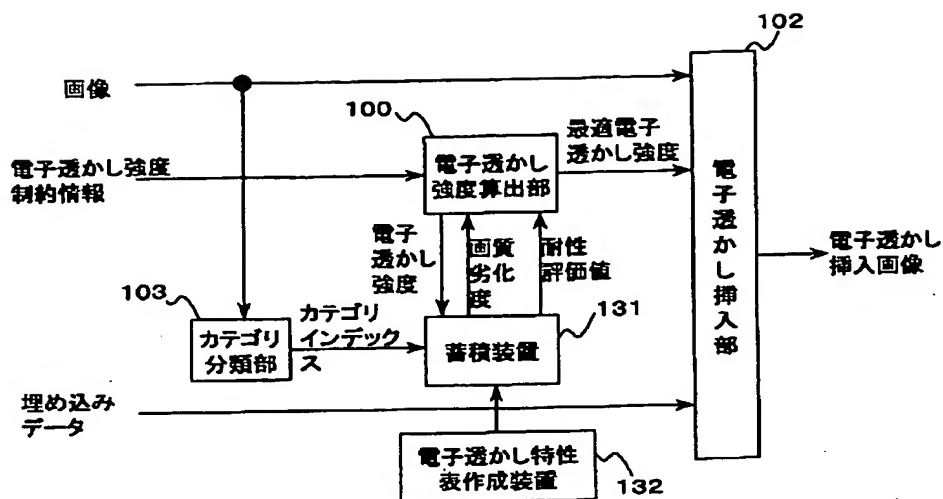 102
画像
100
最適電子
透かし強度
電子透かし強度
制約情報
電子透かし
強度算出部
電子透かし挿入部
電子
透かし
強度
画質
劣化
度
耐性
評価値
電子透かし
挿入画像
103
カテゴリ
インデック
ス
131
カテゴリ
分類部
蓄積装置
埋め込み
データ
電子透かし特性
表作成装置
132